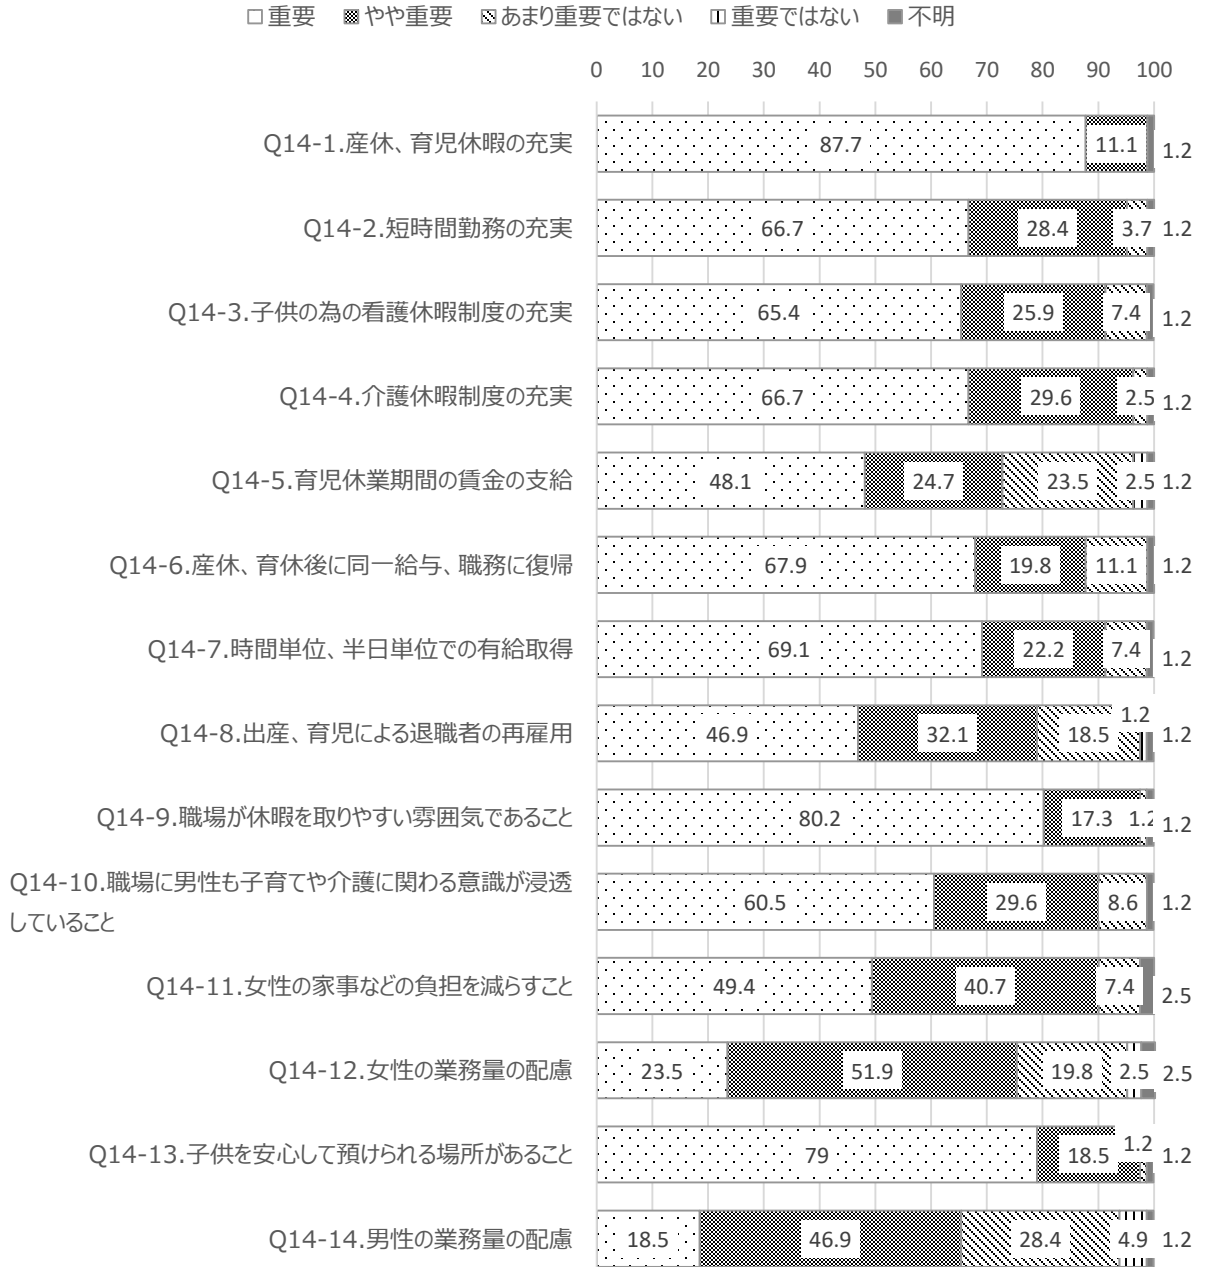 重要 やや重要 あまり重要ではない 重要ではない 不明
0 10 20 30 40 50 60 70 80 90 100
Q14-1.産休、育児休暇の充実 87.7 11.1 1.2
Q14-2.短時間勤務の充実 66.7 28.4 3.7 1.2
Q14-3.子供の為の看護休暇制度の充実 65.4 25.9 7.4 1.2
Q14-4.介護休暇制度の充実 66.7 29.6 2.5 1.2
Q14-5.育児休業期間の賃金の支給 48.1 24.7 23.5 2.5 1.2
Q14-6.産休、育休後に同一給与、職務に復帰 67.9 19.8 11.1 1.2
Q14-7.時間単位、半日単位での有給取得 69.1 22.2 7.4 1.2
Q14-8.出産、育児による退職者の再雇用 46.9 32.1 18.5 1.2 1.2
Q14-9.職場が休暇を取りやすい雰囲気であること 80.2 17.3 1.2 1.2
Q14-10.職場に男性も子育てや介護に関わる意識が浸透
していること 60.5 29.6 8.6 1.2
Q14-11.女性の家事などの負担を減らすこと 49.4 40.7 7.4 2.5
Q14-12.女性の業務量の配慮 23.5 51.9 19.8 2.5 2.5
Q14-13.子供を安心して預けられる場所があること 79 18.5 1.2 1.2
Q14-14.男性の業務量の配慮 18.5 46.9 28.4 4.9 1.2